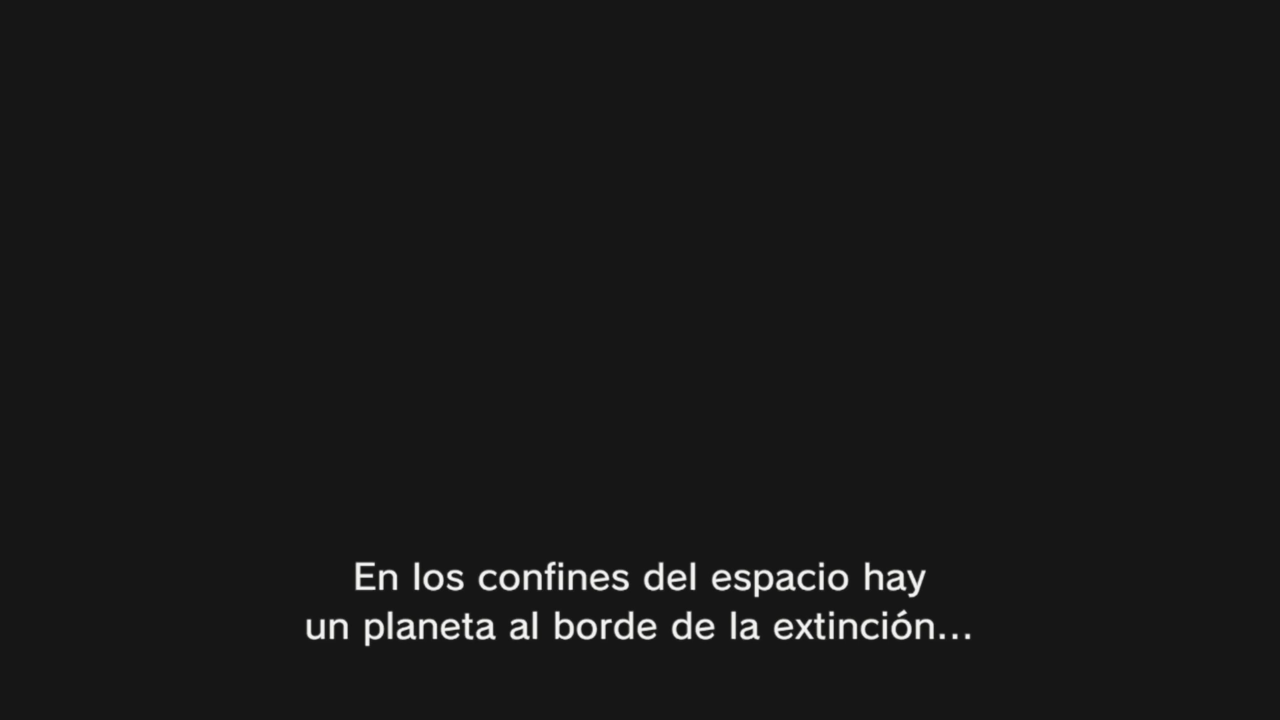 En los confines del espacio hay
un planeta al borde de la extinción...